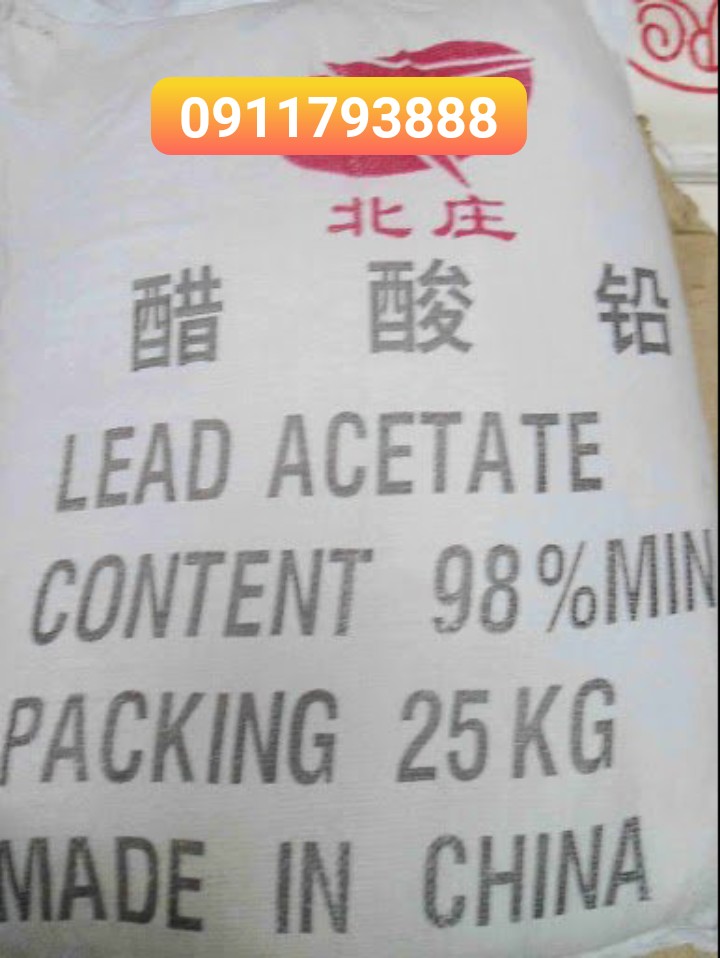 0911793888
北庄
醋酸铅
LEAD ACETATE
CONTENT 98%MIN
PACKING 25KG
MADE IN CHINA